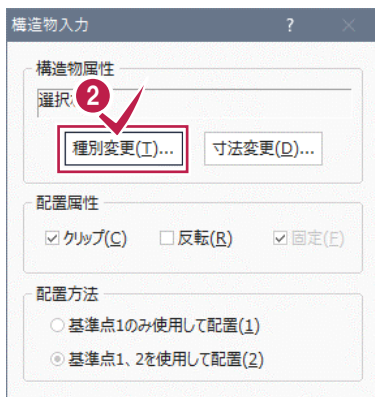 構造物入力 ?
構造物属性
選択
2
種別変更(T)... 寸法変更(D)...
配置属性
クリップ(C) 反転(R) 固定(F)
配置方法
基準点1のみ使用して配置(1)
基準点1、2を使用して配置(2)